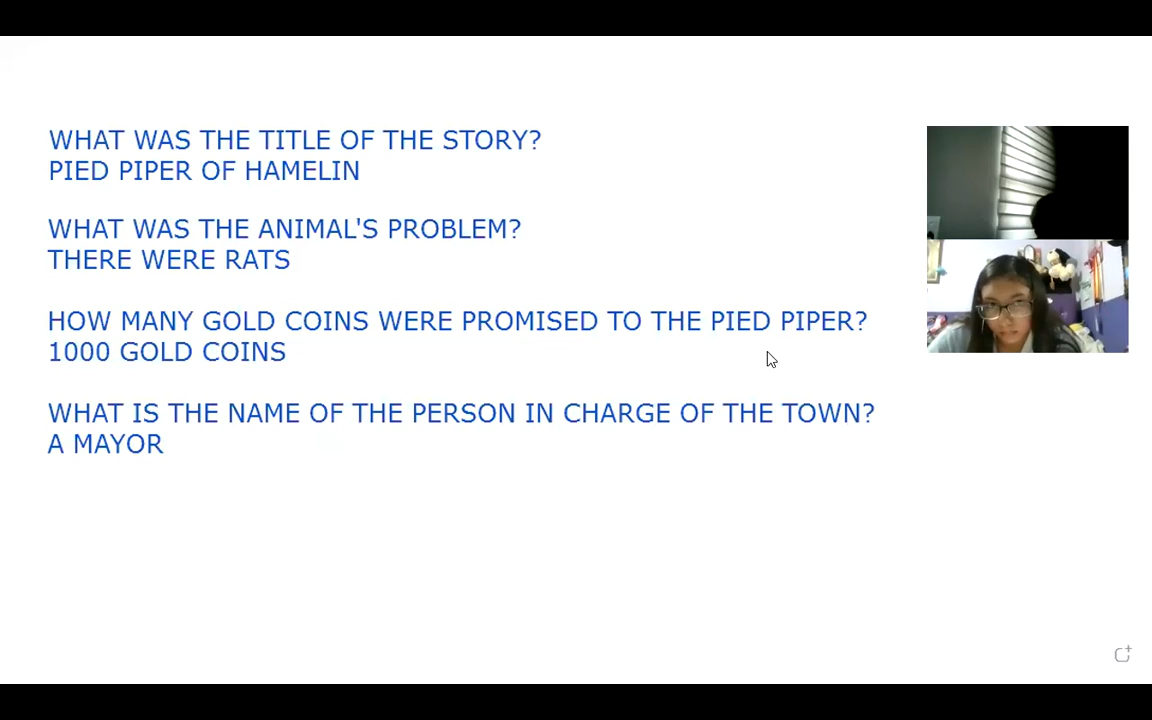 WHAT WAS THE TITLE OF THE STORY?
PIED PIPER OF HAMELIN
WHAT WAS THE ANIMAL'S PROBLEM?
THERE WERE RATS
HOW MANY GOLD COINS WERE PROMISED TO THE PIED PIPER?
1000 GOLD COINS
WHAT IS THE NAME OF THE PERSON IN CHARGE OF THE TOWN?
A MAYOR